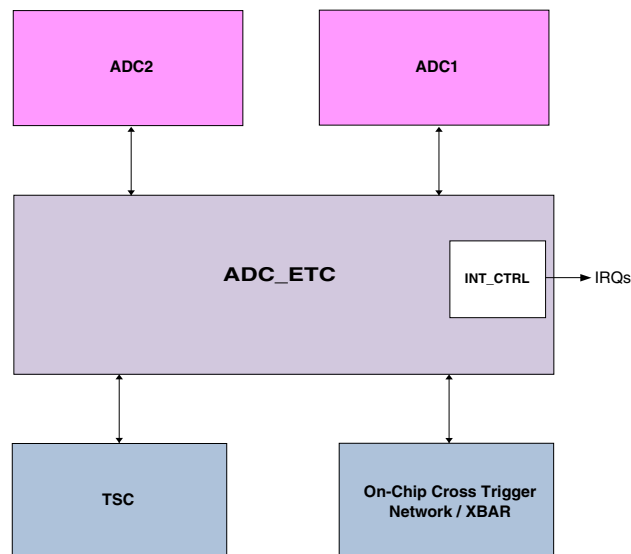 ADC2
ADC1
ADC_ETC
INT_CTRL
IRQs
TSC
On-Chip Cross Trigger
Network / XBAR